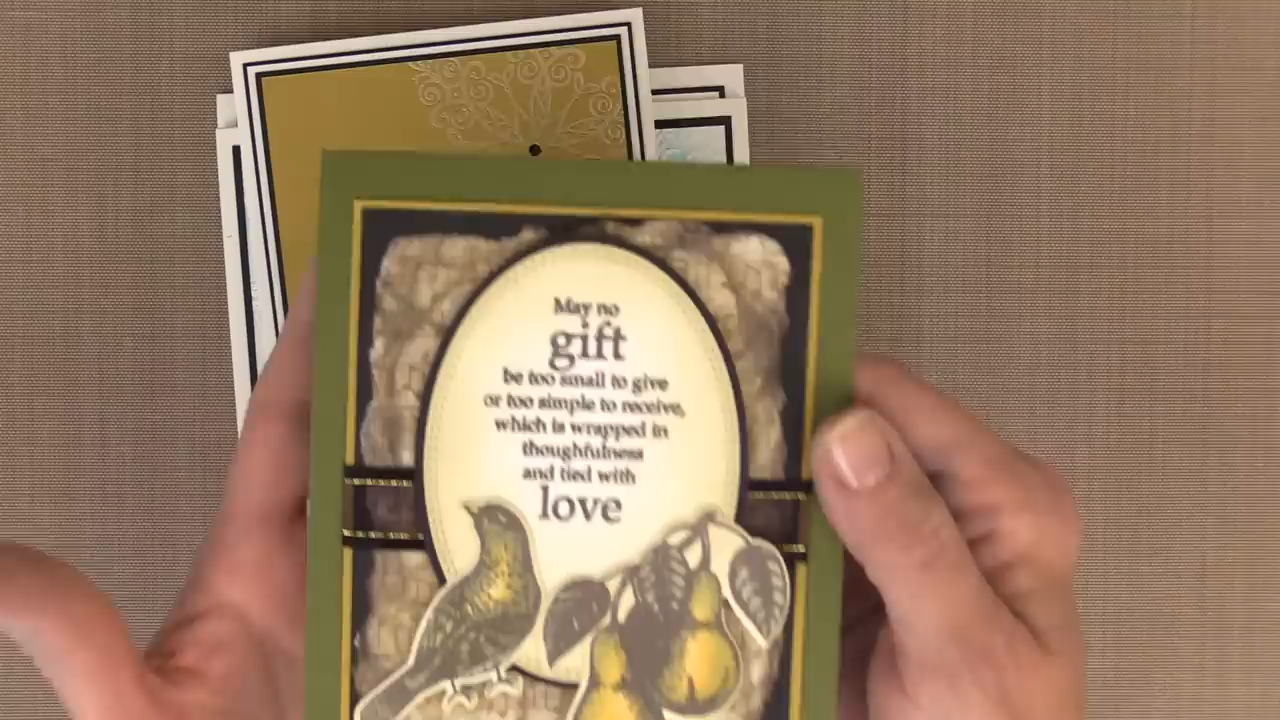 May no
gift
be too small to give
or too simple to receive,
which is wrapped in
thoughtfulness
and tied with
love